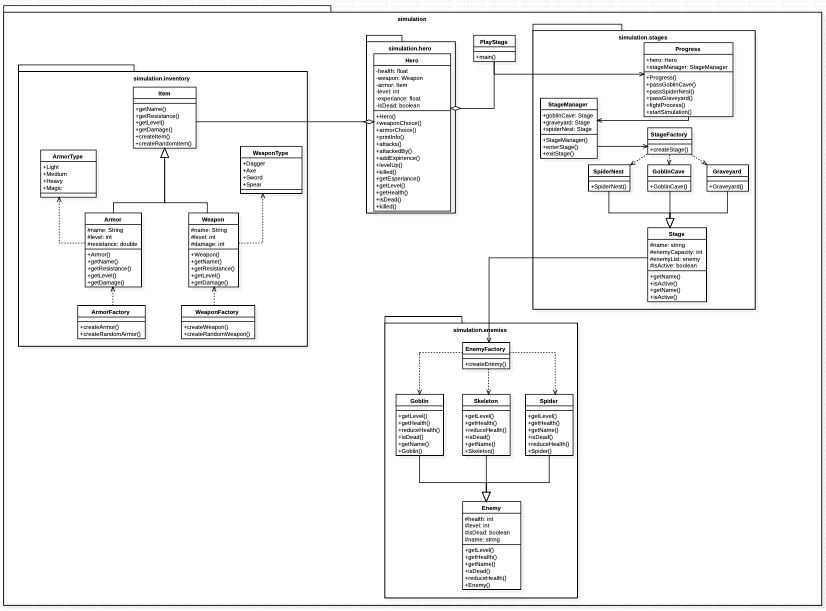 simulation
simulation.inventory
Item
+getName()
+getResistance()
+getLevel()
+getDamage()
+createItem()
+createRandomItem()
ArmorType
+Light
+Medium
+Heavy
+Magic
WeaponType
+Dagger
+Axe
+Sword
+Spear
Armor
#name: String
#level: int
#resistance: double
+Armor()
+getName()
+getResistance()
+getLevel()
+getDamage()
Weapon
#name: String
#level: int
#damage: int
+Weapon()
+getName()
+getResistance()
+getLevel()
+getDamage()
ArmorFactory
+createArmor()
+createRandomArmor()
WeaponFactory
+createWeapon()
+createRandomWeapon()
simulation.hero
Hero
-health: float
-weapon: Weapon
-armor: Item
-level: int
-experiance: float
-isDead: boolean
+Hero()
+weaponChoice()
+armorChoice()
+printInfo()
+attacks()
+attackedBy()
+addExpirience()
+levelUp()
+killed()
+getEsperiance()
+getLevel()
+getHealth()
+isDead()
+killed()
PlayStage
+main()
simulation.stages
Progress
+hero: Hero
+stageManager: StageManager
+Progress()
+passGoblinCave()
+passSpiderNest()
+passGraveyard()
+fightProcess()
+startSimulation()
StageManager
+goblinCave: Stage
+graveyard: Stage
+spiderNest: Stage
+StageManager()
+enterStage()
+exitStage()
StageFactory
+createStage()
SpiderNest
+SpiderNest()
GoblinCave
+GoblinCave()
Graveyard
+Graveyard()
Stage
#name: string
#enemyCapacity: int
#enemyList: enemy
#isActive: boolean
+getName()
+isActive()
+getName()
+isActive()
simulation.enemies
EnemyFactory
+createEnemy()
Goblin
+getLevel()
+getHealth()
+reduceHealth()
+isDead()
+getName()
+Goblin()
Skeleton
+getLevel()
+getHealth()
+reduceHealth()
+isDead()
+getName()
+Skeleton()
Spider
+getLevel()
+getHealth()
+getName()
+isDead()
+reduceHealth()
+Spider()
Enemy
#health: int
#level: int
#isDead: boolean
#name: string
+getLevel()
+getHealth()
+getName()
+isDead()
+reduceHealth()
+Enemy()